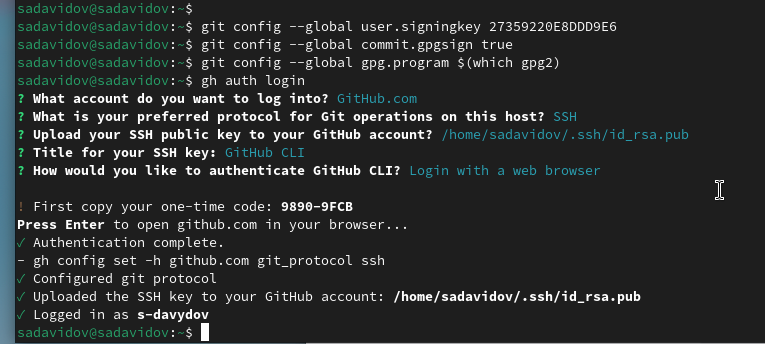 sadavidov@sadavidov:~$
sadavidov@sadavidov:~$ git config --global user.signingkey 27359220E8DDD9E6
sadavidov@sadavidov:~$ git config --global commit.gpgsign true
sadavidov@sadavidov:~$ git config --global gpg.program $(which gpg2)
sadavidov@sadavidov:~$ gh auth login
? What account do you want to log into? GitHub.com
? What is your preferred protocol for Git operations on this host? SSH
? Upload your SSH public key to your GitHub account? /home/sadavidov/.ssh/id_rsa.pub
? Title for your SSH key: GitHub CLI
? How would you like to authenticate GitHub CLI? Login with a web browser
! First copy your one-time code: 9890-9FCB
Press Enter to open github.com in your browser...
✓ Authentication complete.
- gh config set -h github.com git_protocol ssh
✓ Configured git protocol
✓ Uploaded the SSH key to your GitHub account: /home/sadavidov/.ssh/id_rsa.pub
✓ Logged in as s-davydov
sadavidov@sadavidov:~$